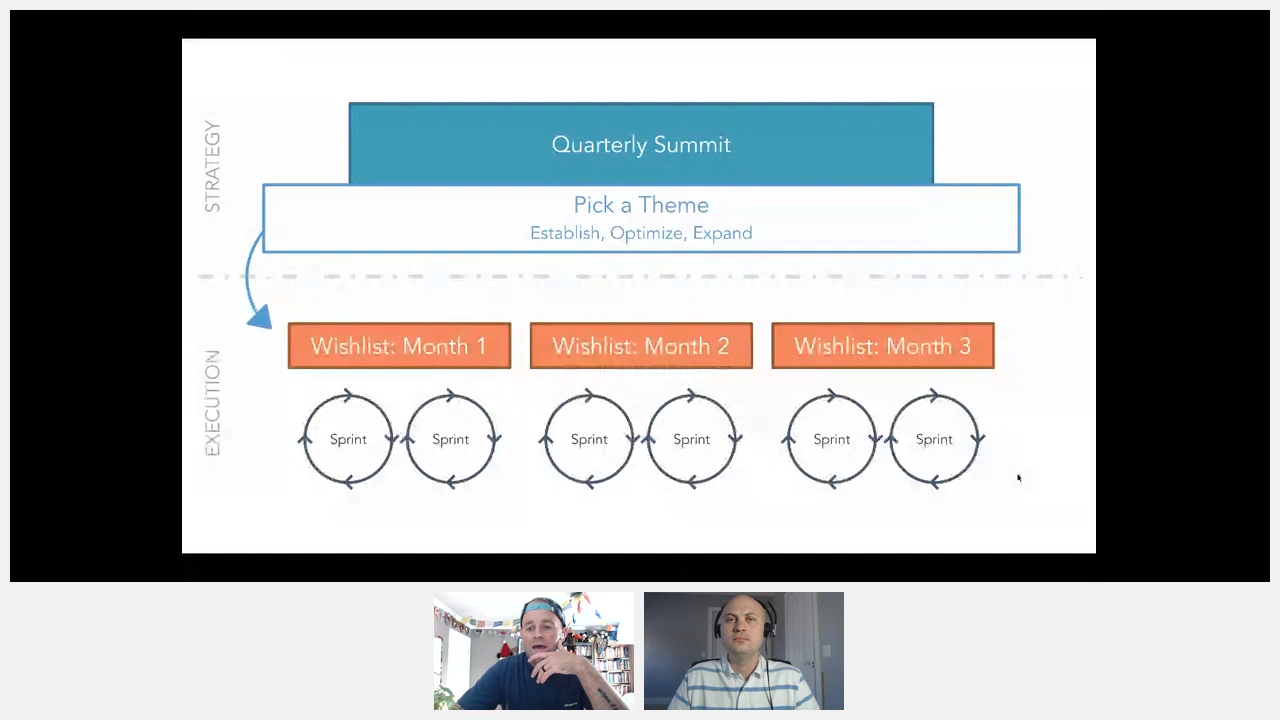 STRATEGY
Quarterly Summit
Pick a Theme
Establish, Optimize, Expand
EXECUTION
Wishlist: Month 1
Wishlist: Month 2
Wishlist: Month 3
Sprint
Sprint
Sprint
Sprint
Sprint
Sprint